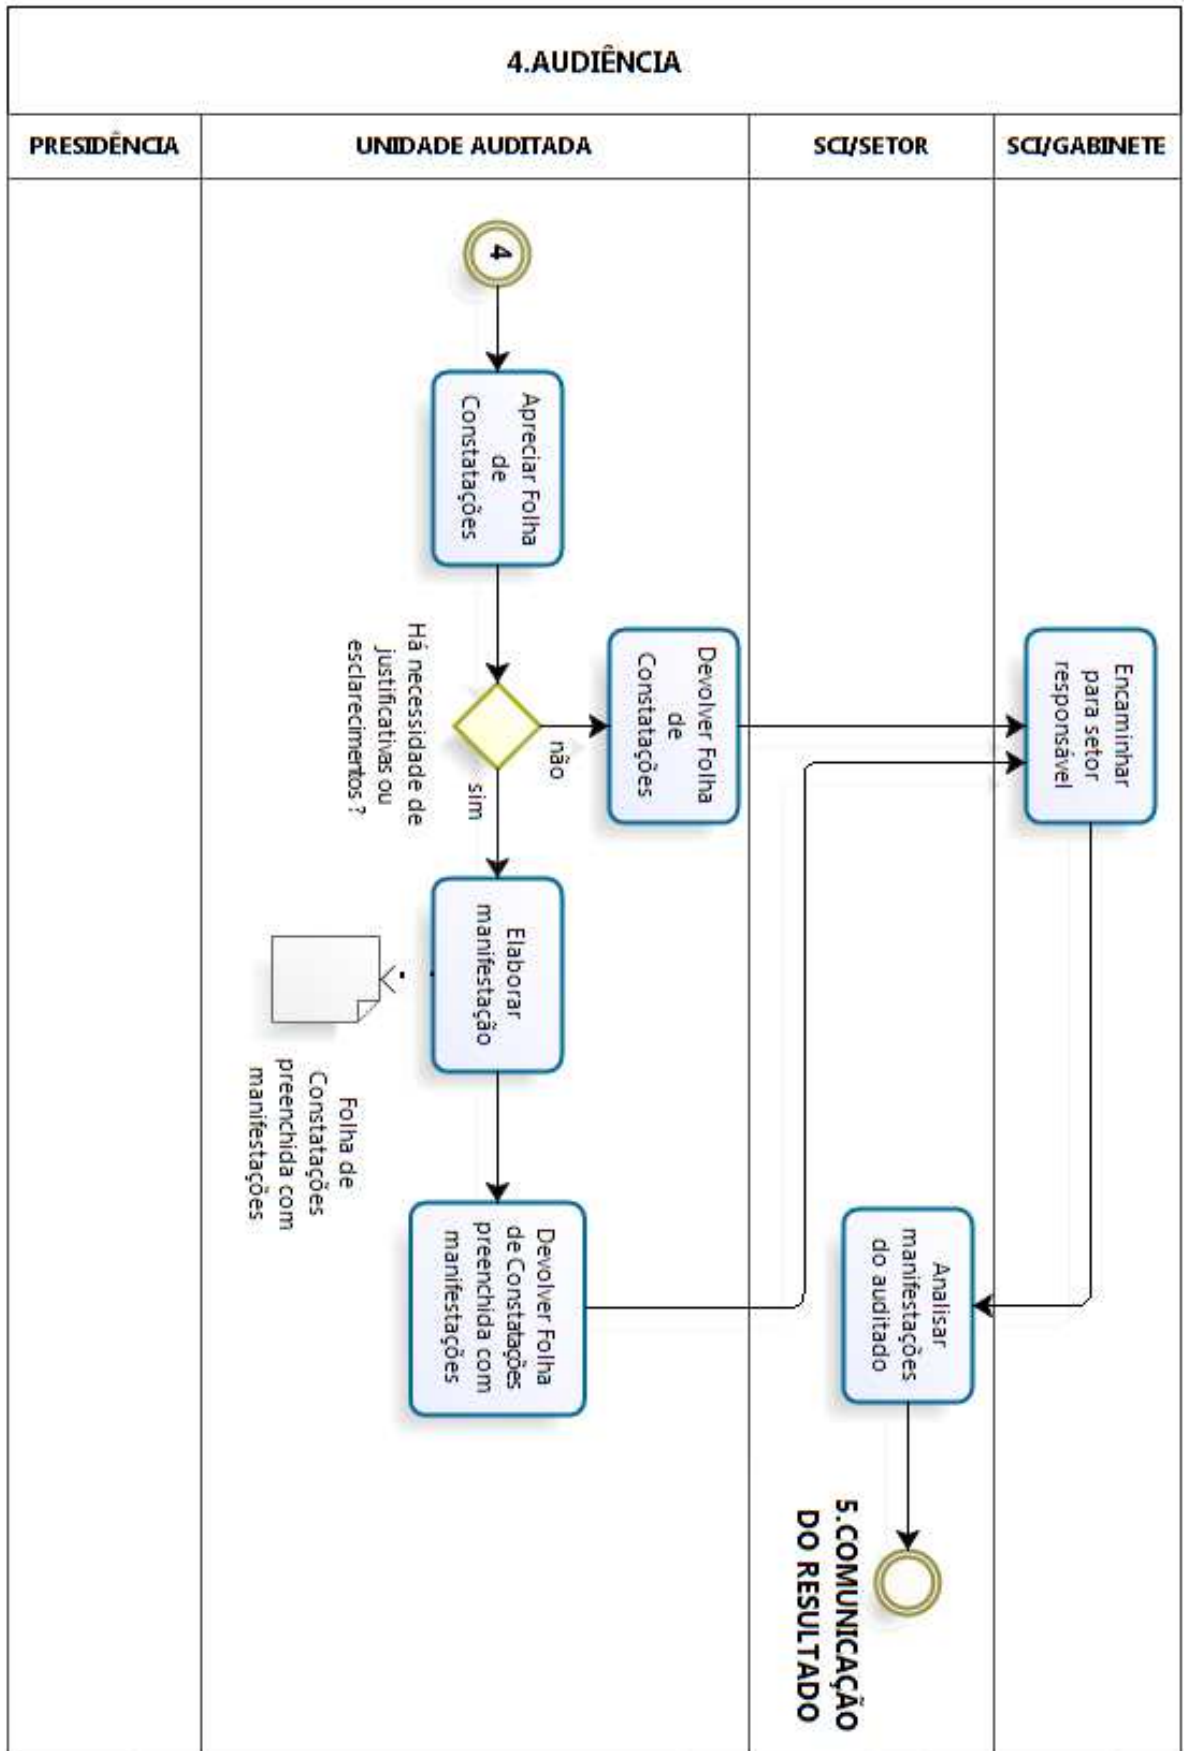 4.AUDIÊNCIA
PRESIDÊNCIA
UNIDADE AUDITADA
SCI/SETOR
SCI/GABINETE
4
Apreciar Folha
de
Constatações
Há necessidade de
justificativas ou
esclarecimentos ?
não
sim
Devolver Folha
de
Constatações
Encaminhar
para setor
responsável
Elaborar
manifestação
Folha de
Constatações
preenchida com
manifestações
Devolver Folha
de Constatações
preenchida com
manifestações
Analisar
manifestações
do auditado
5.COMUNICAÇÃO
DO RESULTADO